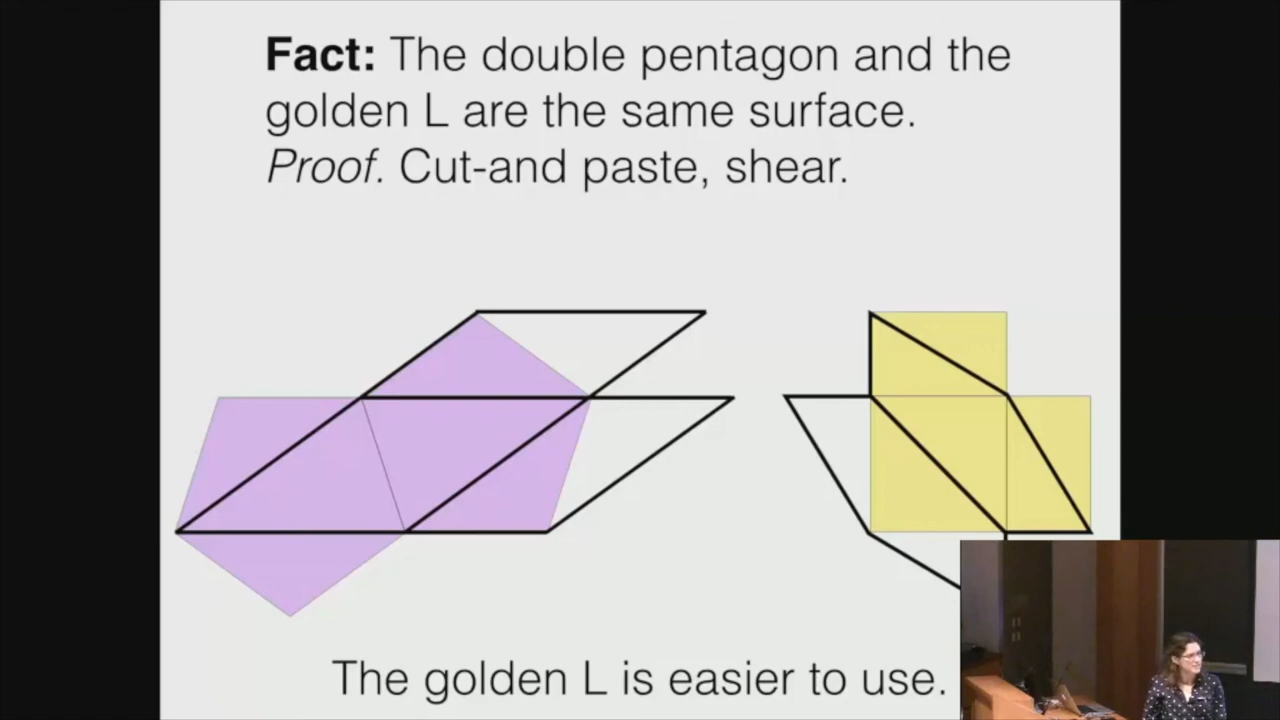 Fact: The double pentagon and the
golden L are the same surface.
Proof. Cut-and paste, shear.
The golden L is easier to use.